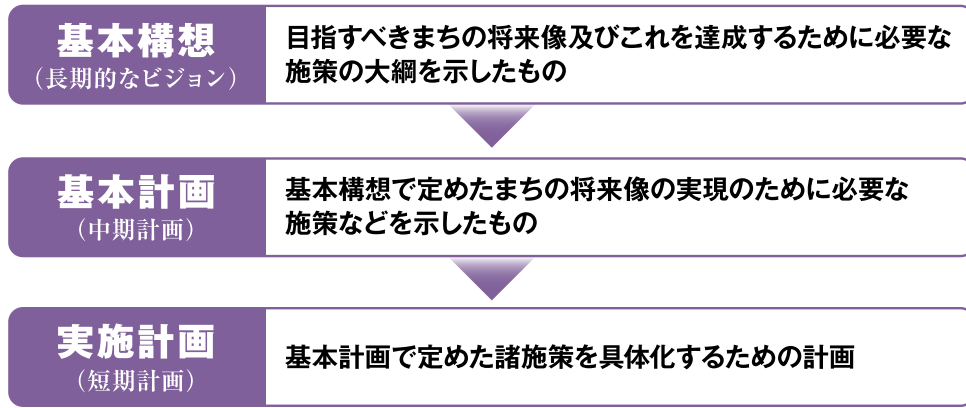 基本構想
（長期的なビジョン）
目指すべきまちの将来像及びこれを達成するために必要な
施策の大綱を示したもの
基本計画
（中期計画）
基本構想で定めたまちの将来像の実現のために必要な
施策などを示したもの
実施計画
（短期計画）
基本計画で定めた諸施策を具体化するための計画